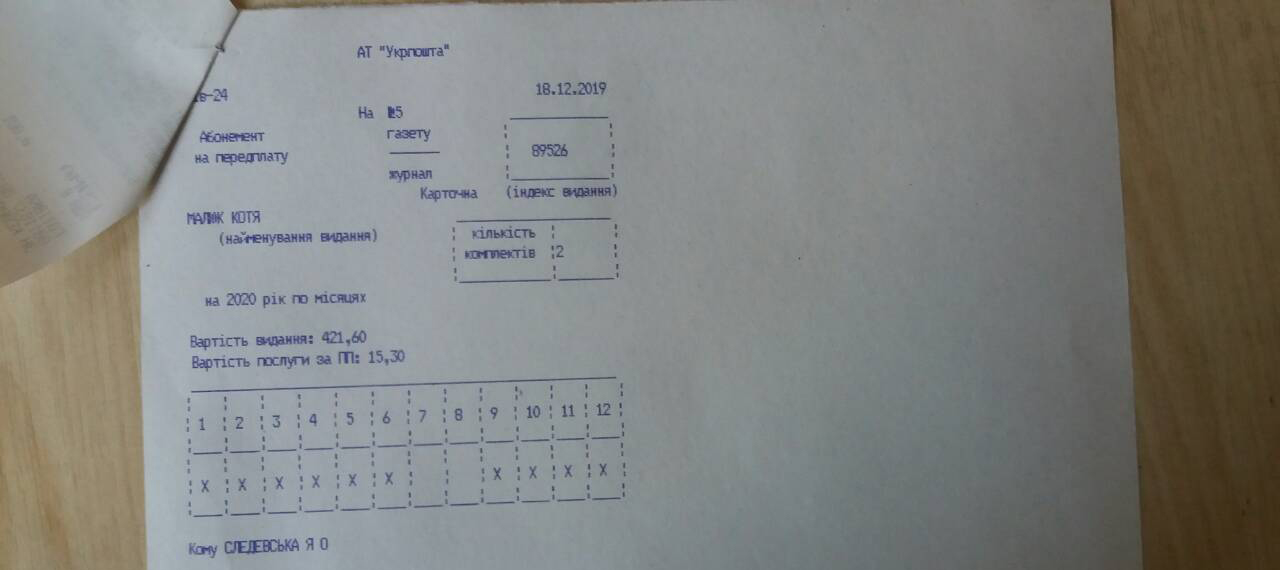 АТ "Укрпошта"
18.12.2019
На №5
Абонемент
на передплату
газету
журнал
89526
Карточна (індекс видання)
МАЛЮК КОТЯ
(найменування видання)
кількість
комплектів 2
на 2020 рік по місяцях
Вартість видання: 421,60
Вартість послуги за ПП: 15,30
1 2 3 4 5 6 7 8 9 10 11 12
X X X X X X X X X X
Кому СЛЕДЕВСЬКА Я О